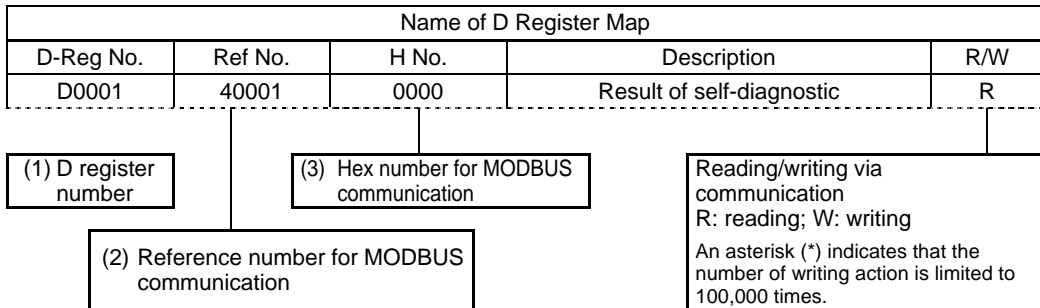 Name of D Register Map
D-Reg No. Ref No. H No. Description R/W
D0001 40001 0000 Result of self-diagnostic R
(1) D register
number
(3) Hex number for MODBUS
communication
Reading/writing via
communication
R: reading; W: writing
An asterisk (*) indicates that the
number of writing action is limited to
100,000 times.
(2) Reference number for MODBUS
communication